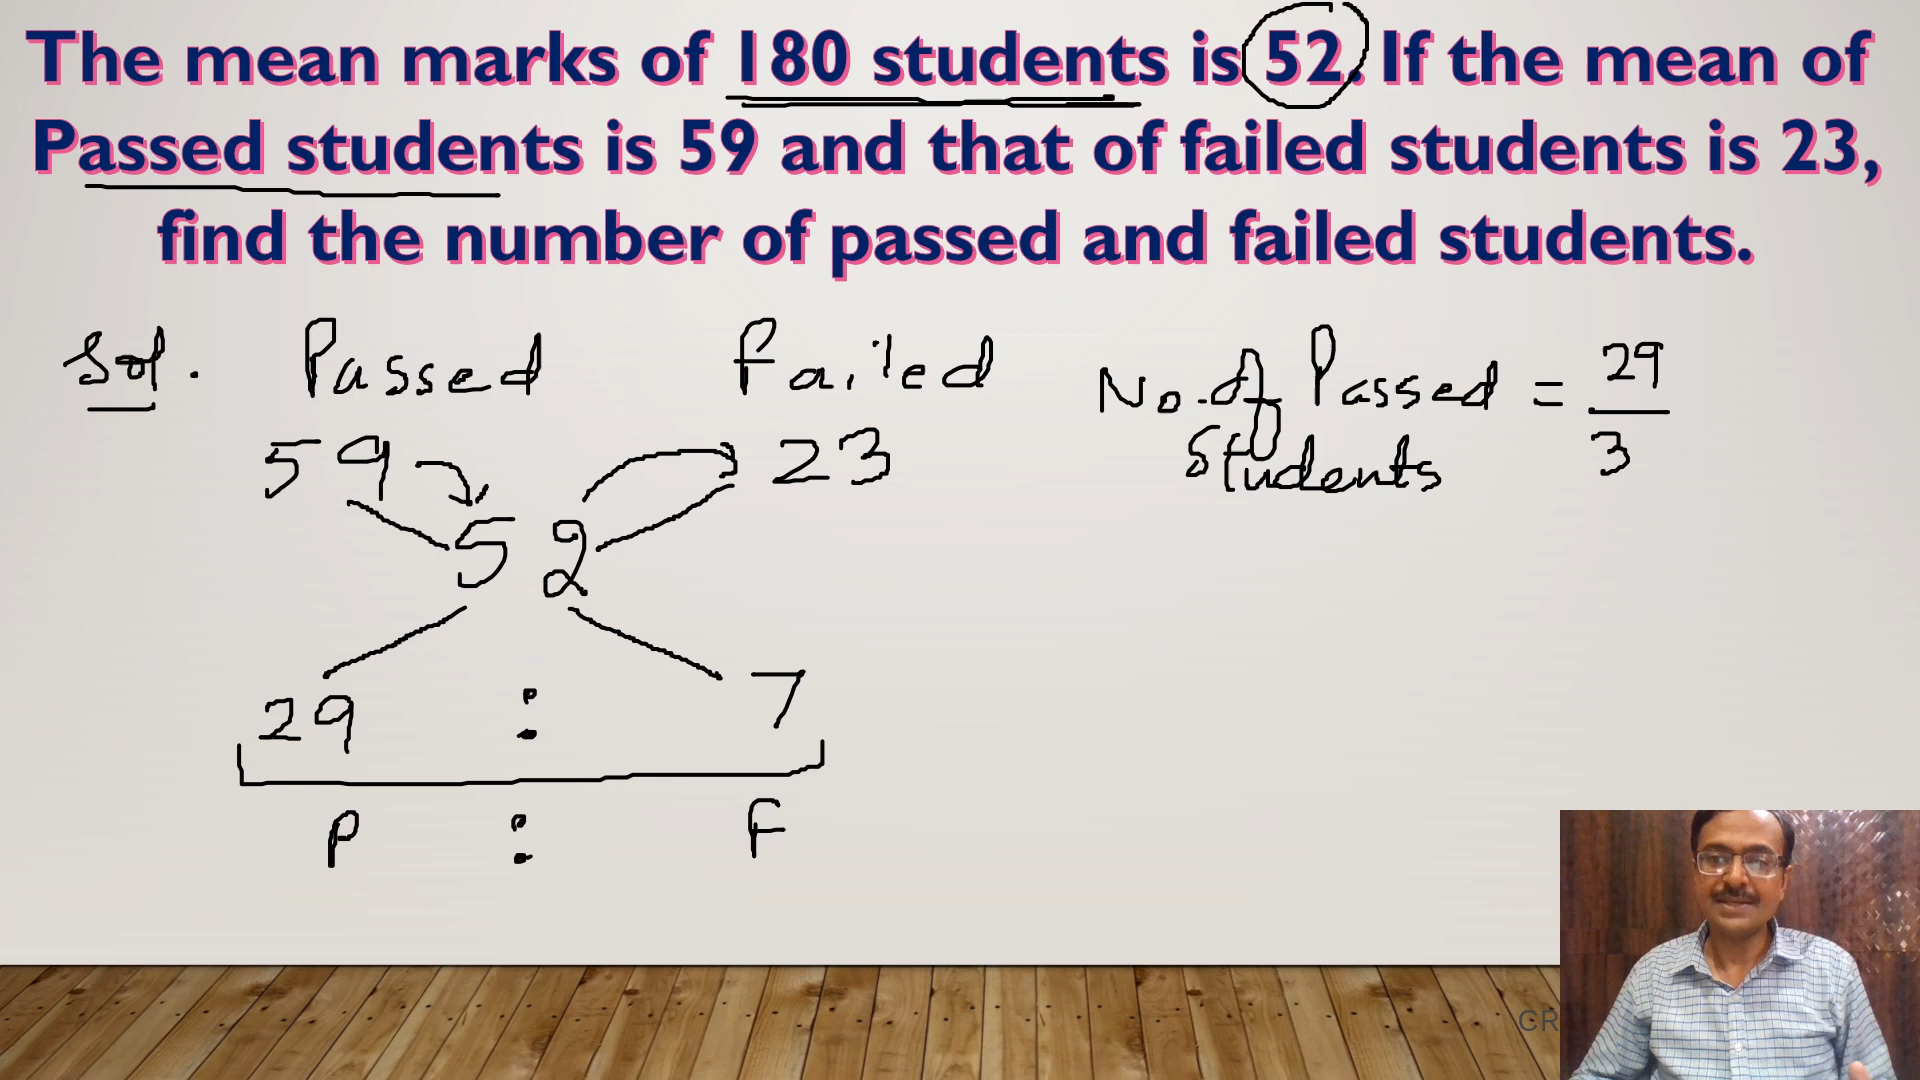 The mean marks of 180 students is 52. If the mean of
Passed students is 59 and that of failed students is 23,
find the number of passed and failed students.
Sol. Passed Failed
59 23
52
29 : 7
P : F
No. of Passed = 29
Students 3
CR